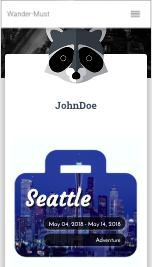 Wander-Must
JohnDoe
Seattle
May 04, 2018 - May 14, 2018
Adventure